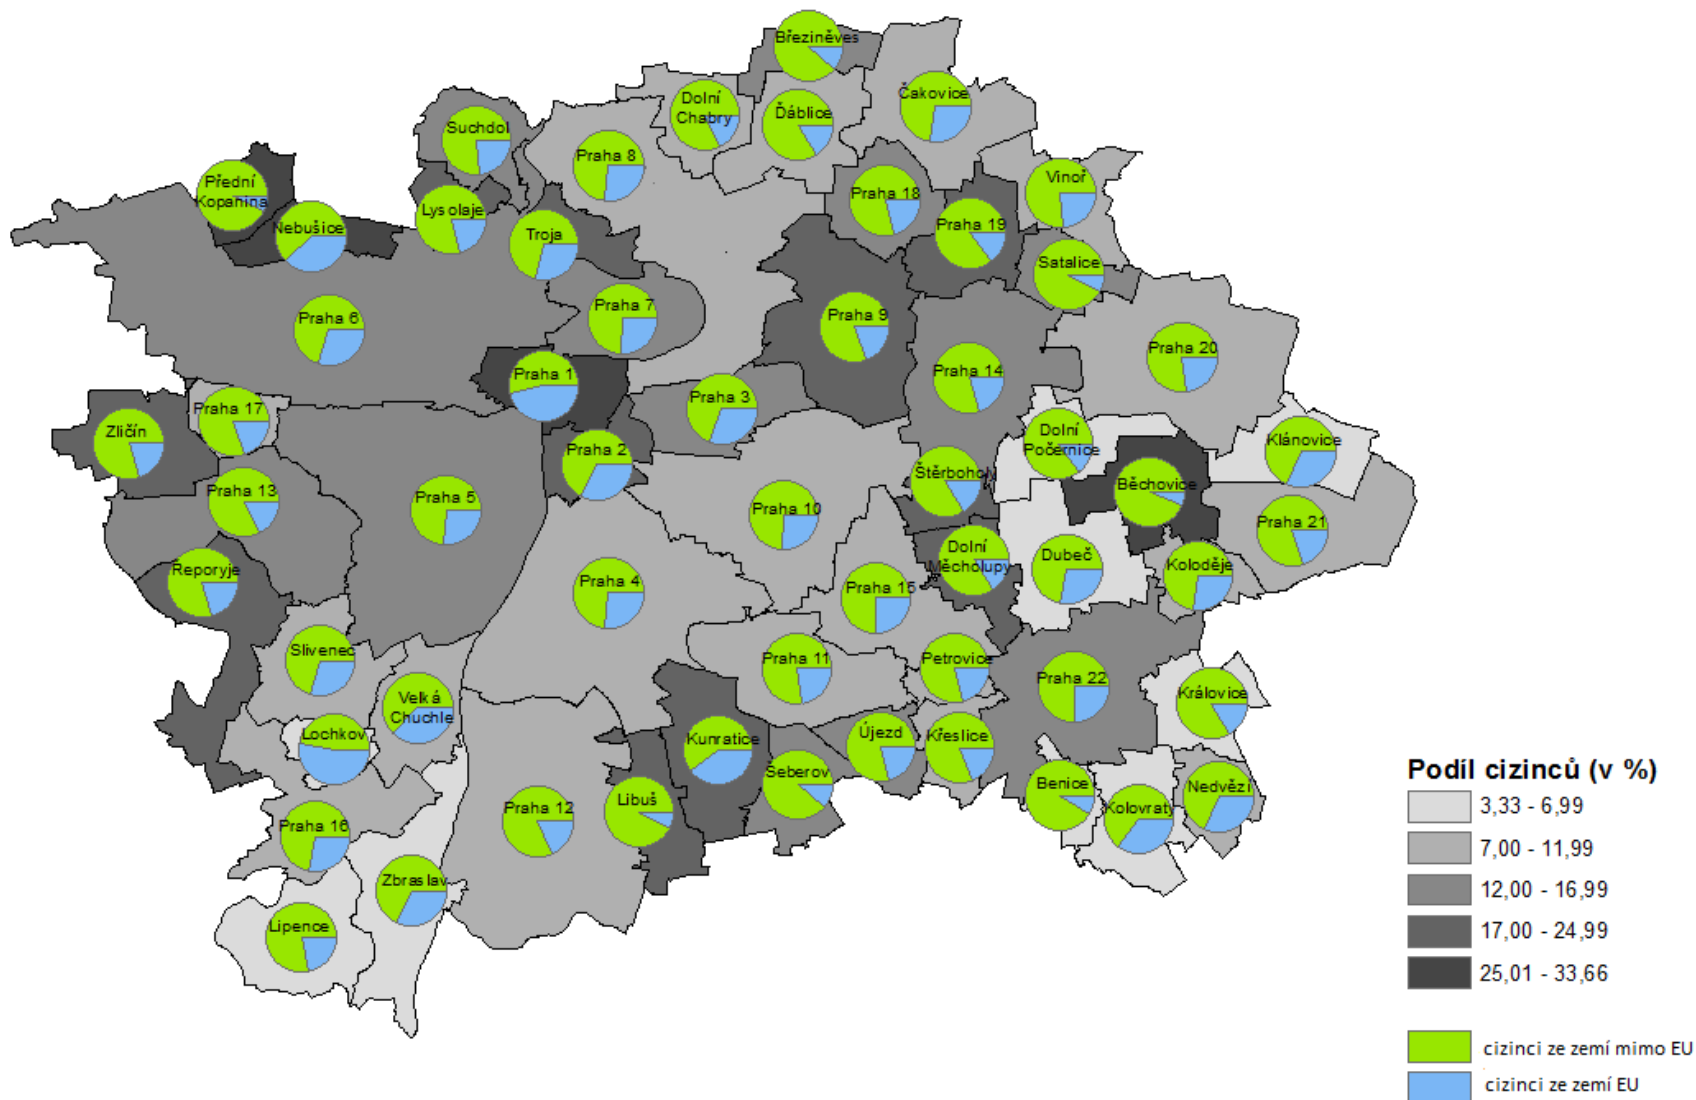 Březiněves
Čakovice
Dolní
Chabry
Ďáblice
Suchdol
Praha 8
Přední
Kopanina
Vinoř
Praha 18
Lysolaje
Nebušice
Troja
Praha 19
Satalice
Praha 7
Praha 6
Praha 9
Praha 20
Praha 1
Praha 14
Praha 17
Praha 3
Zličín
Dolní
Počernice
Klánovice
Praha 2
Štěrboholy
Běchovice
Praha 13
Praha 5
Praha 10
Praha 21
Dolní
Měcholupy
Dubeč
Koloděje
Reporyje
Praha 4
Praha 15
Slivenec
Praha 11
Petrovice
Praha 22
Královice
Velká
Chuchle
Lochkov
Kunratice
Újezd
Křeslice
Šeberov
Benice
Nedvězí
Kolovraty
Libuš
Praha 12
Praha 16
Zbraslav
Lipence
Podíl cizinců (v %)
3,33 - 6,99
7,00 - 11,99
12,00 - 16,99
17,00 - 24,99
25,01 - 33,66
cizinci ze zemí mimo EU
cizinci ze zemí EU